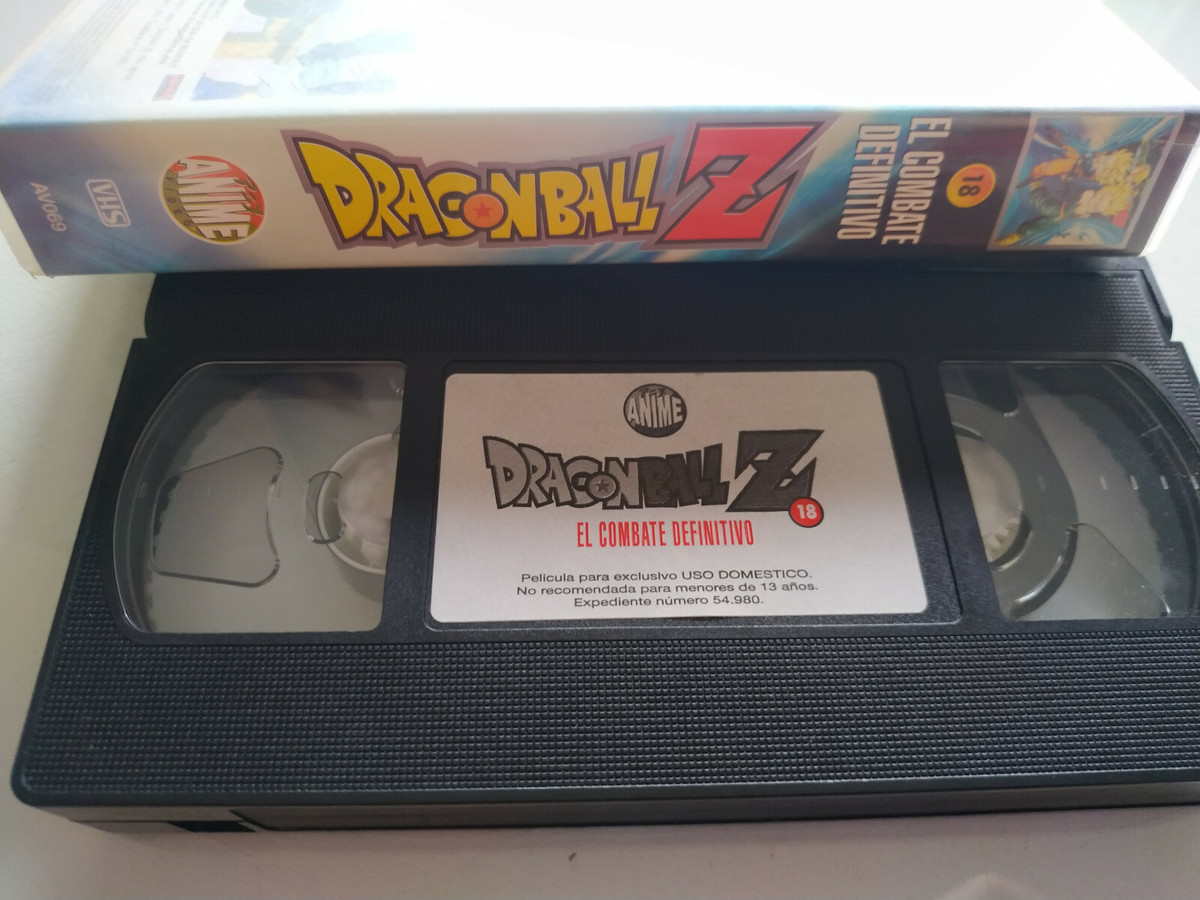 AV069
VHS
ANIME
VIDEO
DRAGONBALL Z
EL COMBATE
DEFINITIVO
18
ANIME
DRAGONBALL Z
18
EL COMBATE DEFINITIVO
Pelicula para exclusivo USO DOMESTICO.
No recomendada para menores de 13 años.
Expediente número 54.980.